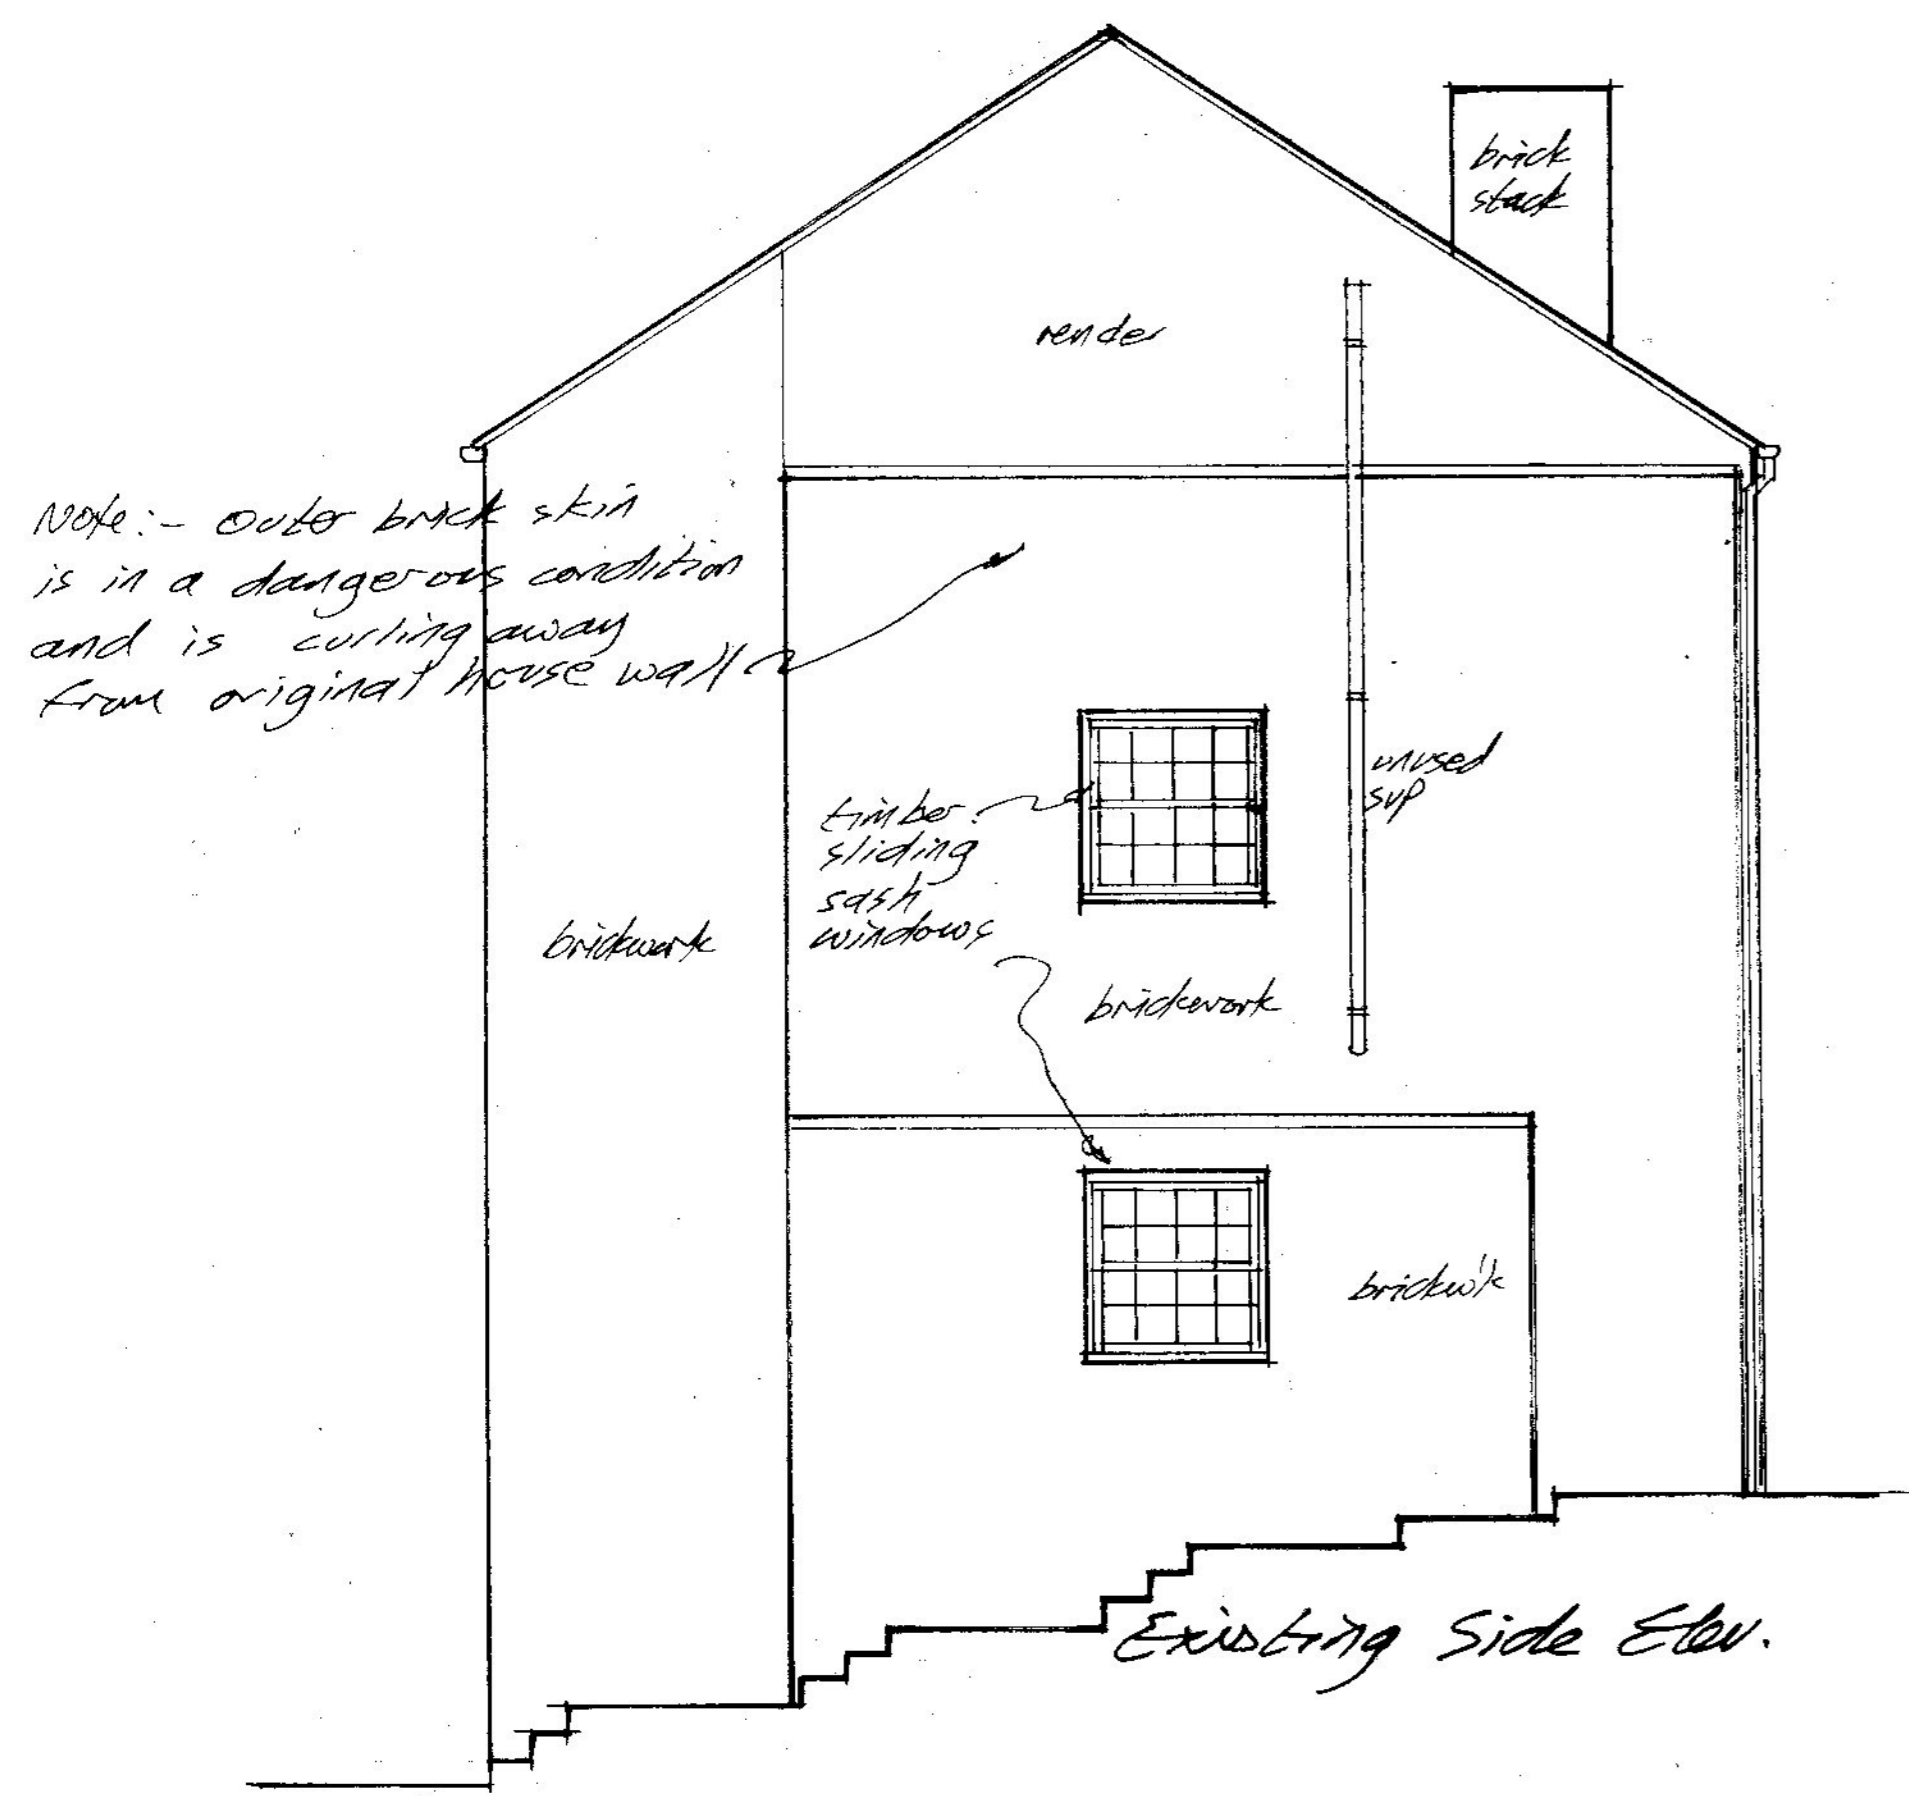 brick
stack
render
Note:- Outer brick skin
is in a dangerous condition
and is curling away
from original house wall
unused
svp
timber
sliding
sash
windows
brickwork
brickwork
brickw'k
Existing Side Elev.